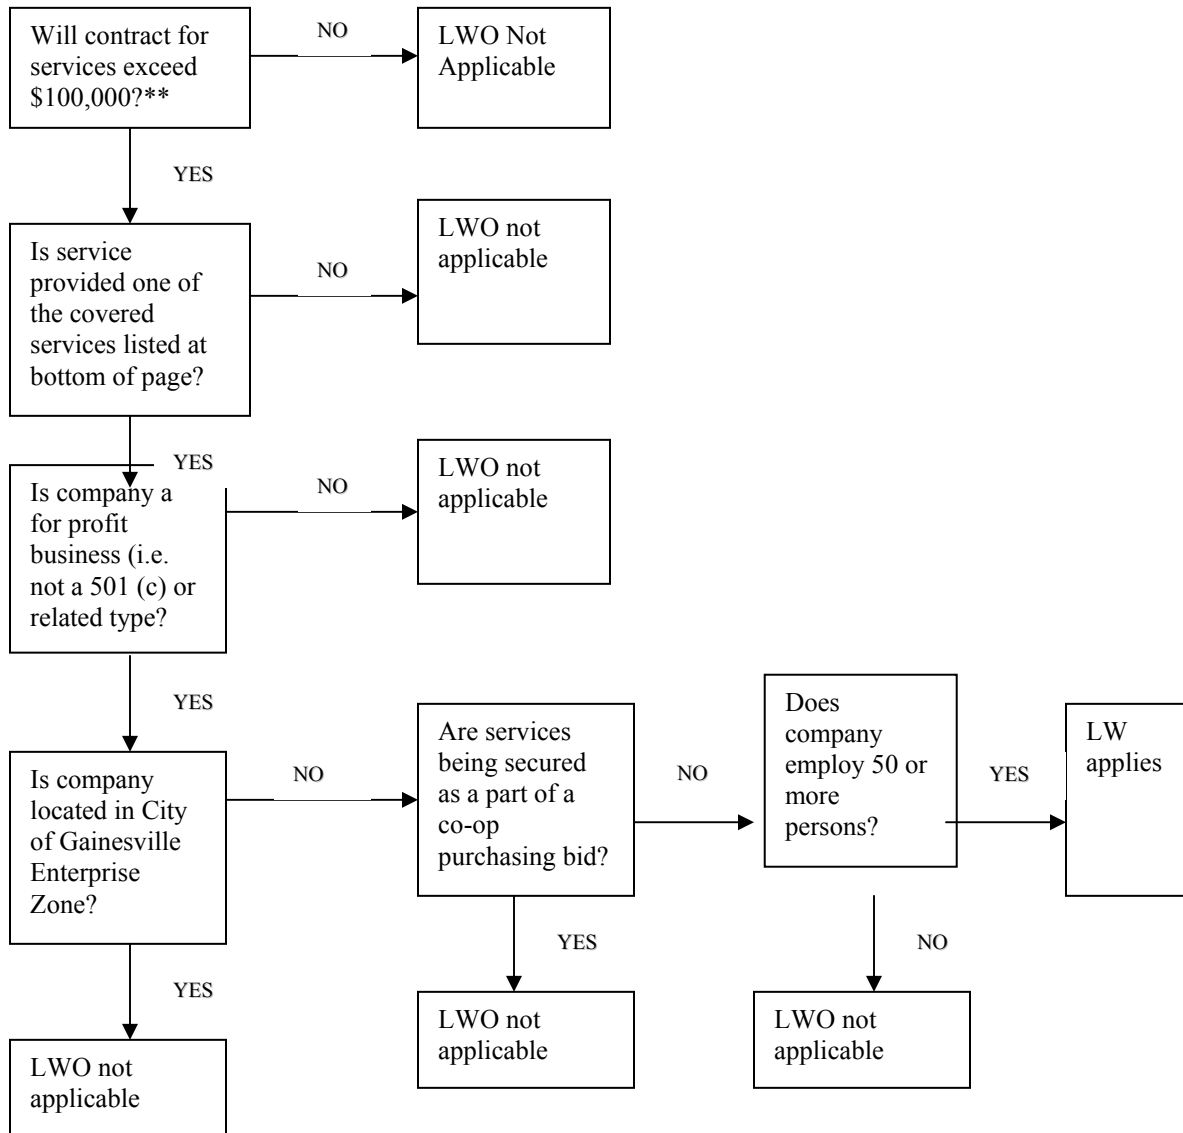 Will contract for
services exceed
$100,000?**
NO
LWO Not
Applicable
YES
Is service
provided one of
the covered
services listed at
bottom of page?
NO
LWO not
applicable
YES
Is company a
for profit
business (i.e.
not a 501 (c) or
related type?
NO
LWO not
applicable
YES
Is company
located in City
of Gainesville
Enterprise
Zone?
NO
Are services
being secured
as a part of a
co-op
purchasing bid?
NO
Does
company
employ 50 or
more
persons?
YES
LW
applies
YES
LWO not
applicable
YES
LWO not
applicable
NO
LWO not
applicable